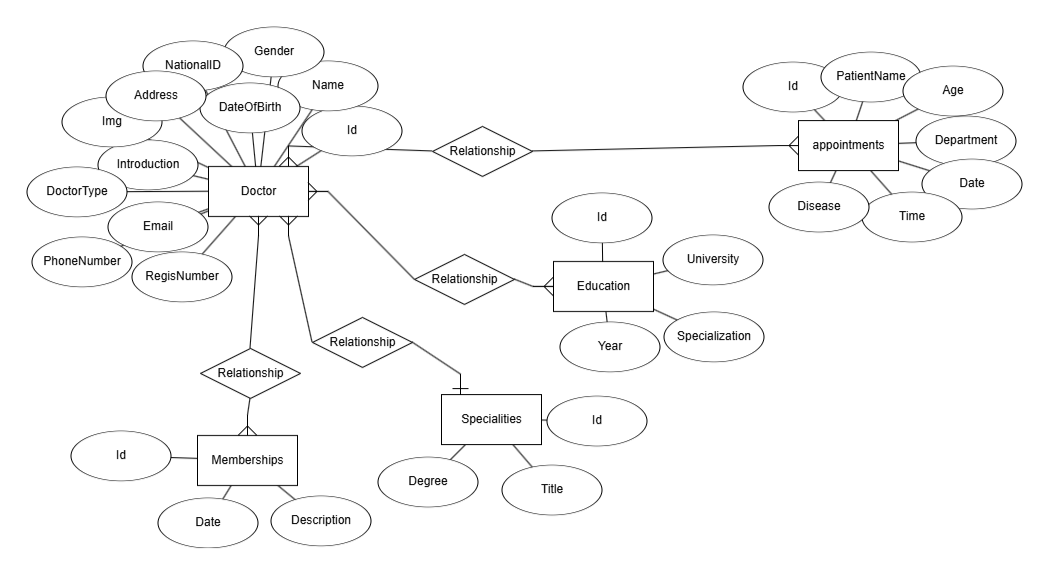 Gender
NationalID
Name
PatientName
Id
Age
Address
DateOfBirth
Img
Id
Department
Relationship
appointments
Introduction
Doctor
DoctorType
Date
Disease
Time
Id
Email
University
PhoneNumber
RegisNumber
Relationship
Education
Specialization
Year
Relationship
Relationship
Specialities
Id
Id
Memberships
Degree
Title
Date
Description